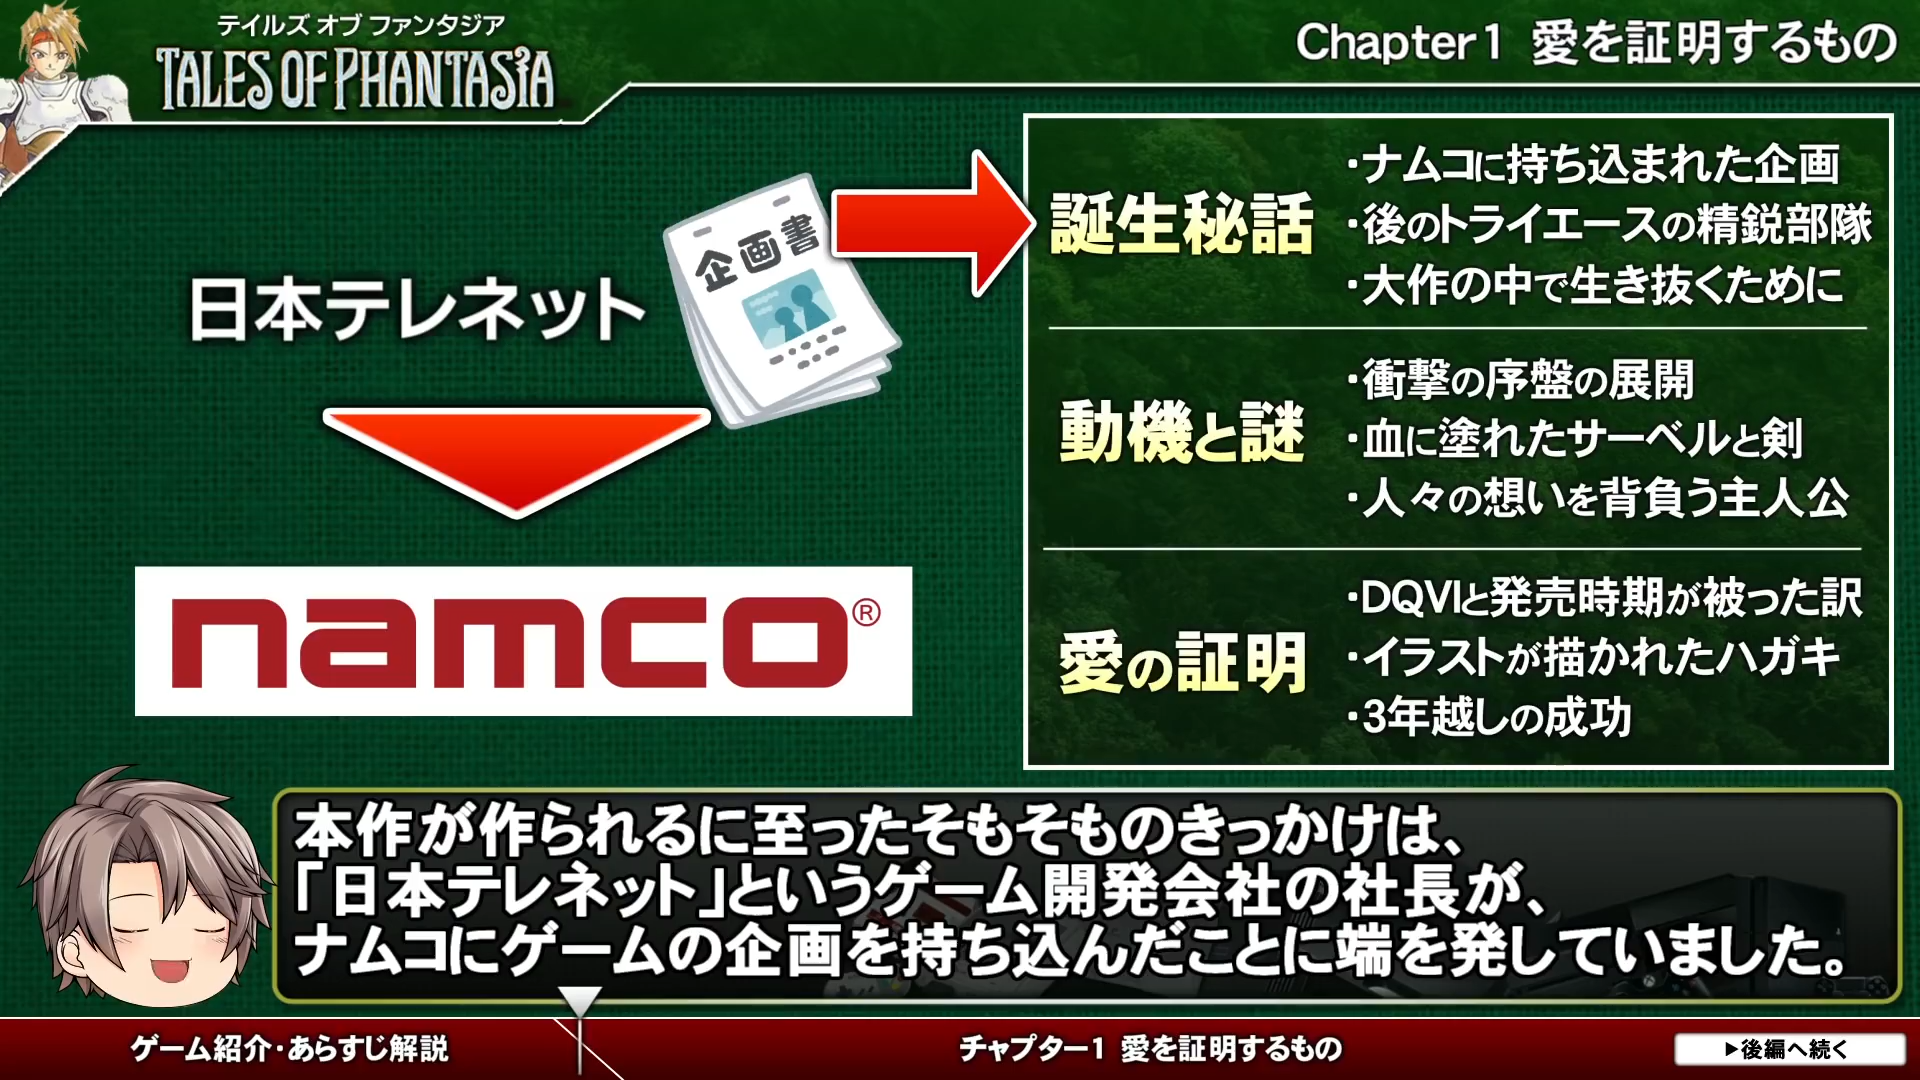 テイルズ オブ ファンタジア
TALES OF PHANTASIA
Chapter1 愛を証明するもの
日本テレネット
企画書
namco®
誕生秘話
・ナムコに持ち込まれた企画
・後のトライエースの精鋭部隊
・大作の中で生き抜くために
動機と謎
・衝撃の序盤の展開
・血に塗れたサーベルと剣
・人々の想いを背負う主人公
愛の証明
・DQVIと発売時期が被った訳
・イラストが描かれたハガキ
・3年越しの成功
本作が作られるに至ったそもそものきっかけは、
「日本テレネット」というゲーム開発会社の社長が、
ナムコにゲームの企画を持ち込んだことに端を発していました。
ゲーム紹介・あらすじ解説
チャプター1 愛を証明するもの
▶後編へ続く